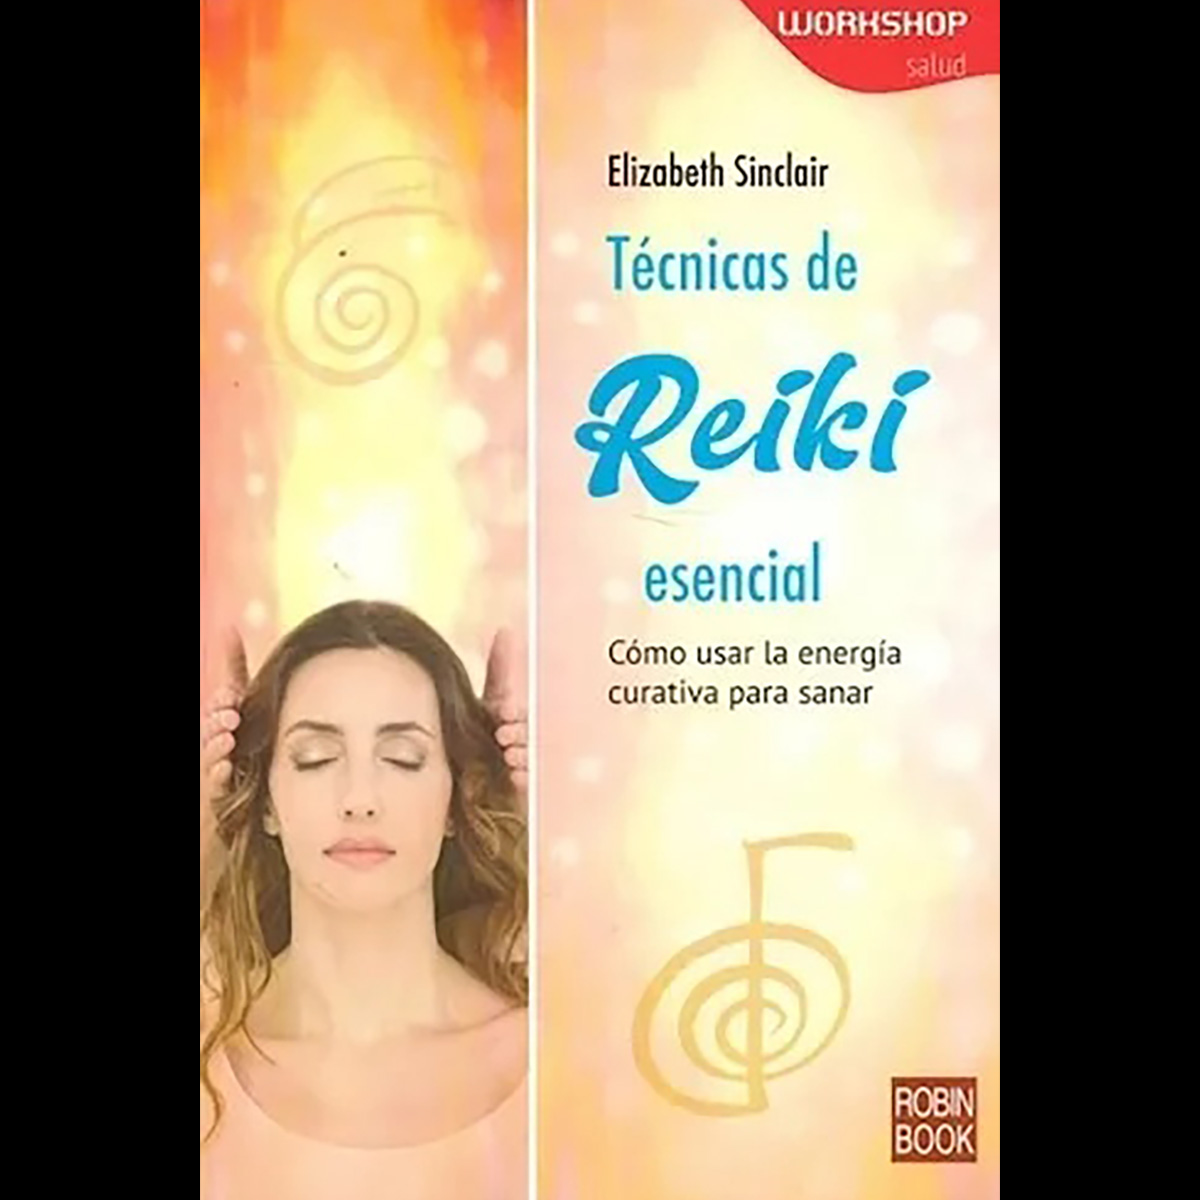 WORKSHOP
salud
Elizabeth Sinclair
Técnicas de
Reiki
esencial
Cómo usar la energía
curativa para sanar
ROBIN
BOOK